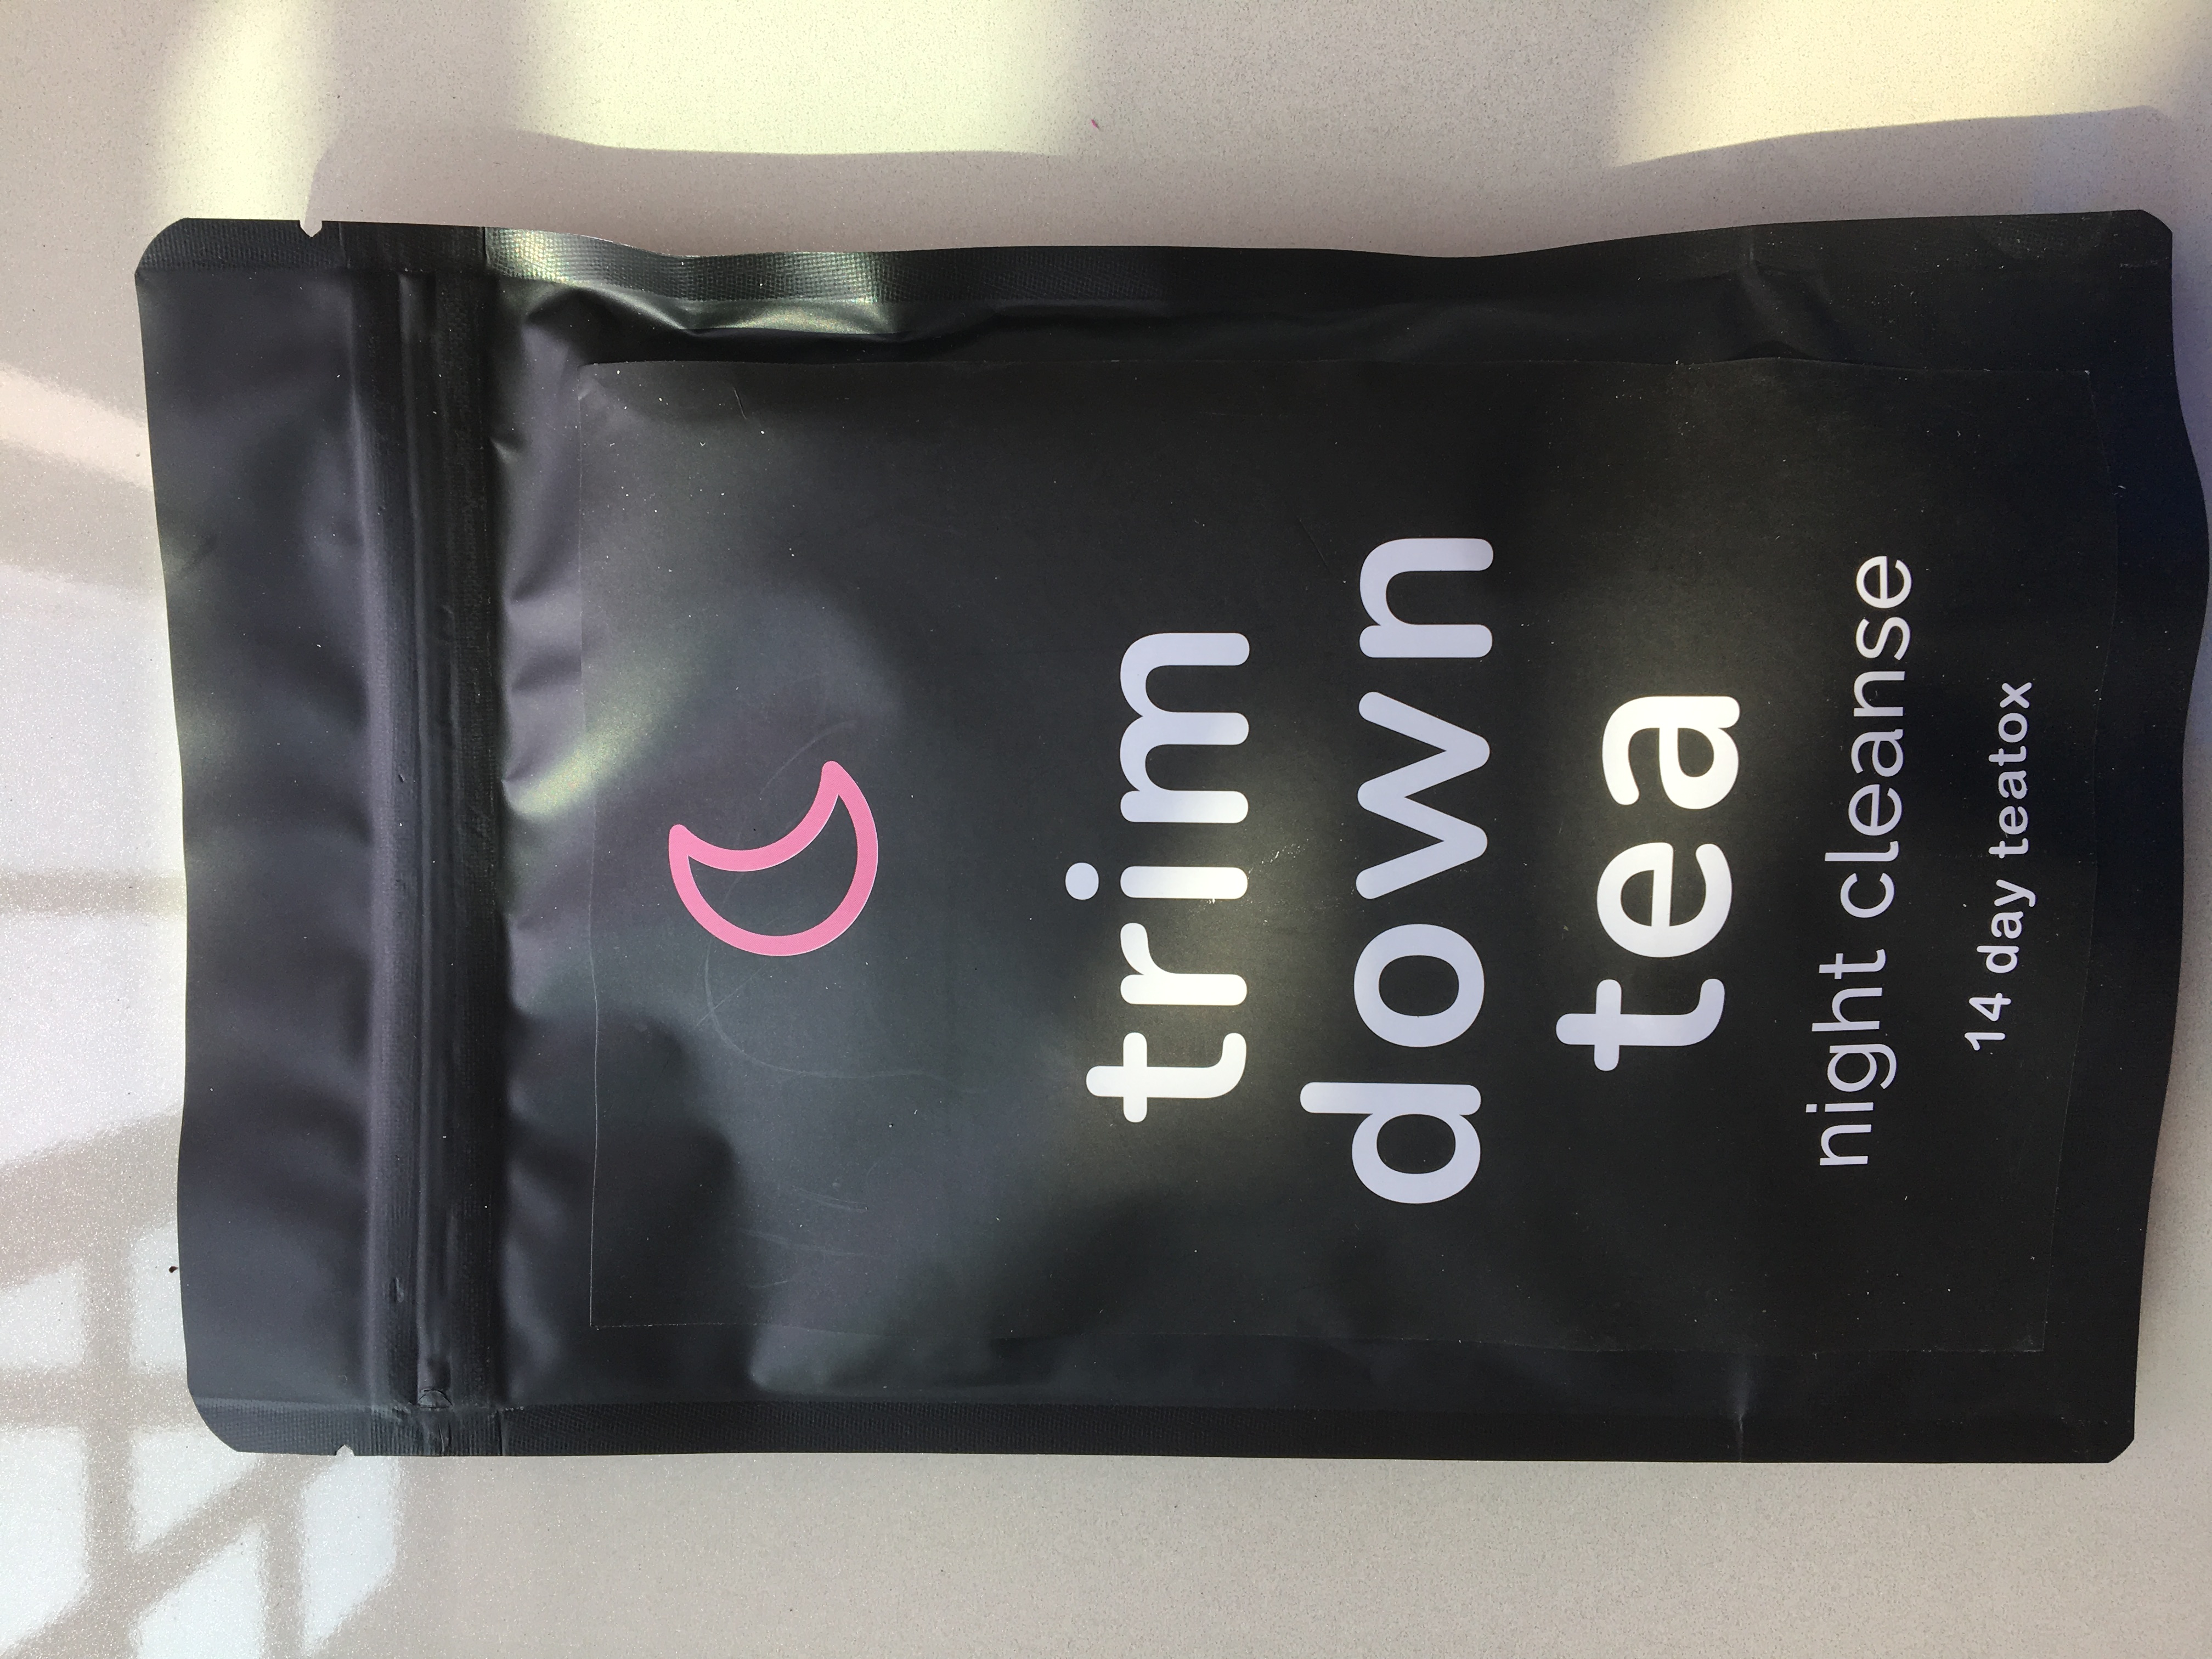 trim
down
tea
night cleanse
14 day teatox